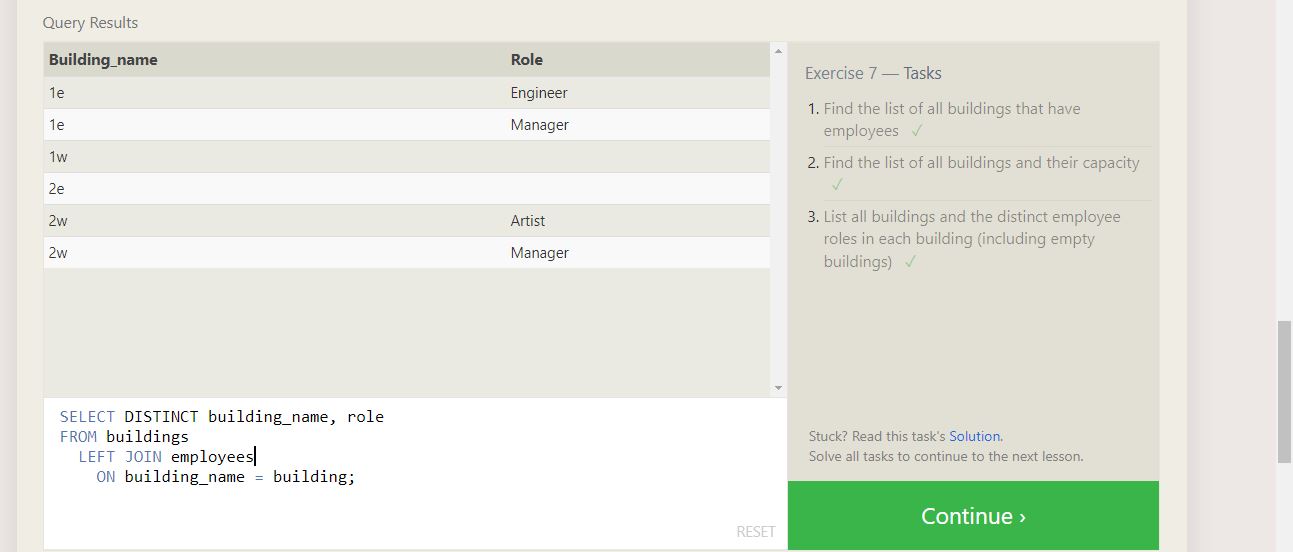 Query Results
Building_name Role
1e Engineer
1e Manager
1w
2e
2w Artist
2w Manager
SELECT DISTINCT building_name, role
FROM buildings
LEFT JOIN employees
ON building_name = building;
RESET
Exercise 7 — Tasks
1. Find the list of all buildings that have
employees ✓
2. Find the list of all buildings and their capacity
✓
3. List all buildings and the distinct employee
roles in each building (including empty
buildings) ✓
Stuck? Read this task's Solution.
Solve all tasks to continue to the next lesson.
Continue ›